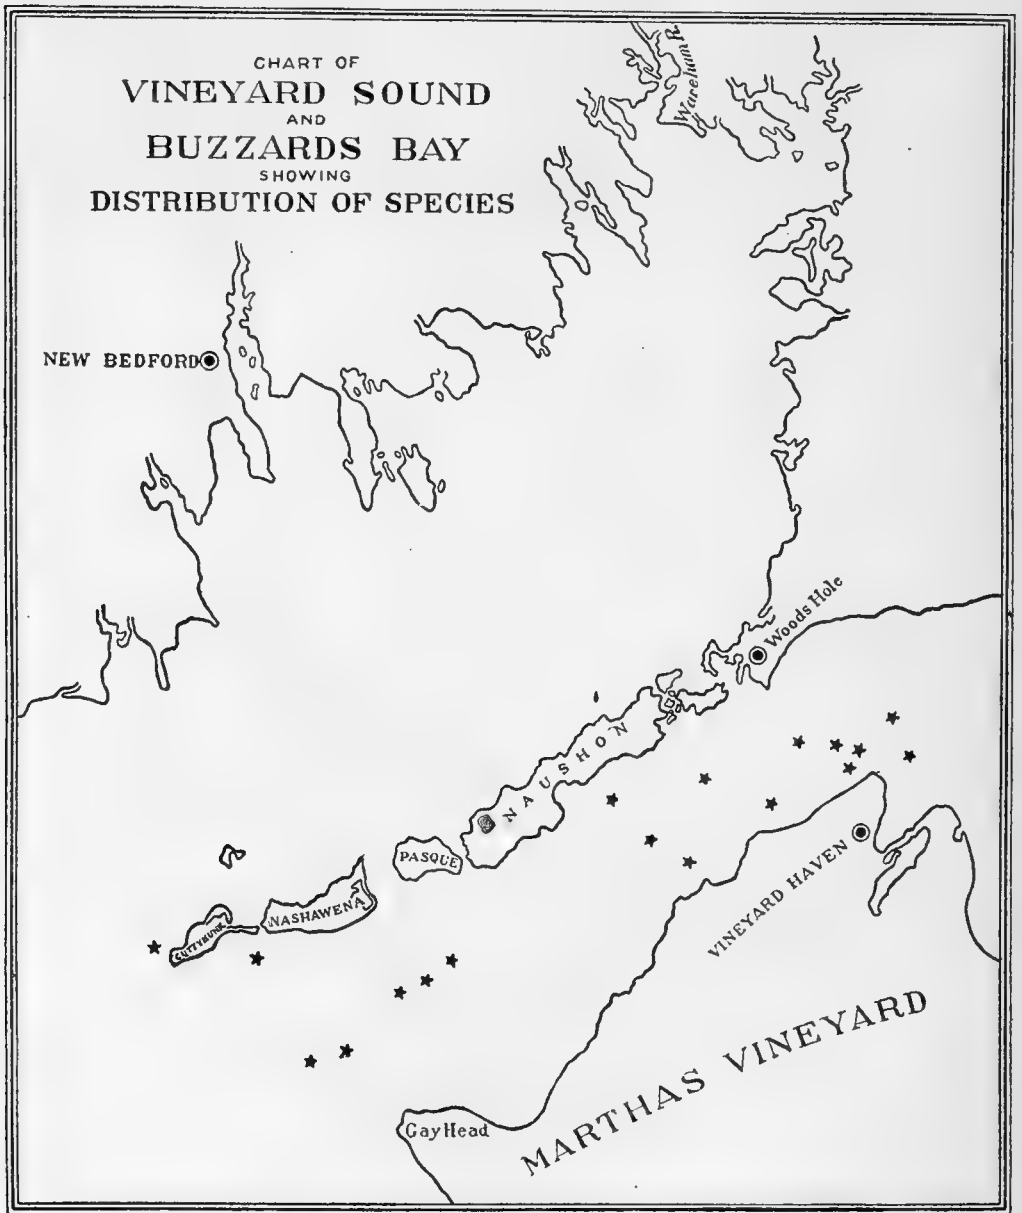 CHART OF
VINEYARD SOUND
AND
BUZZARDS BAY
SHOWING
DISTRIBUTION OF SPECIES
Wareham R.
NEW BEDFORD
Woods Hole
NAUSHON
PASQUE
NASHAWENA
CUTTYHUNK
VINEYARD HAVEN
MARTHAS VINEYARD
Gay Head